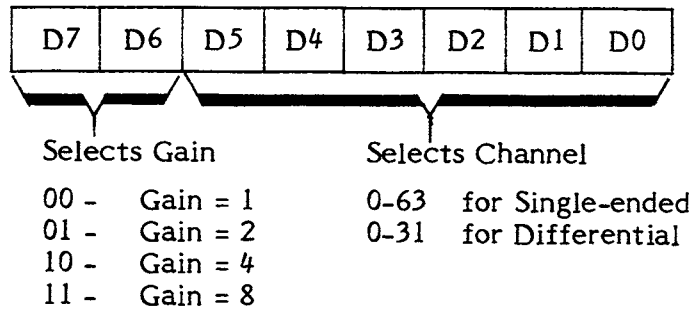 D7 D6 D5 D4 D3 D2 D1 D0
Selects Gain
00 - Gain = 1
01 - Gain = 2
10 - Gain = 4
11 - Gain = 8
Selects Channel
0-63 for Single-ended
0-31 for Differential